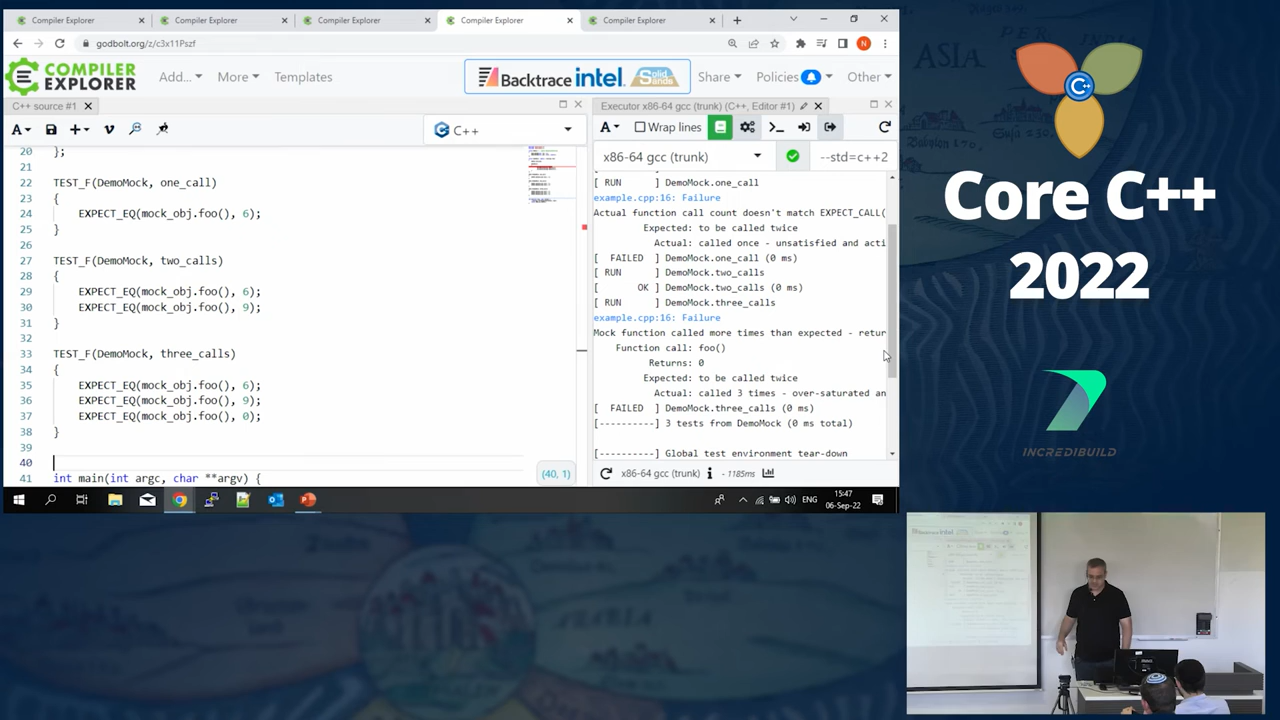 Compiler Explorer
Compiler Explorer
Compiler Explorer
Compiler Explorer
Compiler Explorer
godbolt.org/z/c3x11Pszf
COMPILER
EXPLORER
Add...
More
Templates
Backtrace
intel.
Solid Sands
Share
Policies
Other
C++ source #1
A
C++
20 };
21
22 TEST_F(DemoMock, one_call)
23 {
24 EXPECT_EQ(mock_obj.foo(), 6);
25 }
26
27 TEST_F(DemoMock, two_calls)
28 {
29 EXPECT_EQ(mock_obj.foo(), 6);
30 EXPECT_EQ(mock_obj.foo(), 9);
31 }
32
33 TEST_F(DemoMock, three_calls)
34 {
35 EXPECT_EQ(mock_obj.foo(), 6);
36 EXPECT_EQ(mock_obj.foo(), 9);
37 EXPECT_EQ(mock_obj.foo(), 0);
38 }
39
40
41 int main(int argc, char **argv) {
(40, 1)
Executor x86-64 gcc (trunk) (C++, Editor #1)
A
Wrap lines
x86-64 gcc (trunk)
--std=c++2
[ RUN ] DemoMock.one_call
example.cpp:16: Failure
Actual function call count doesn't match EXPECT_CALL(
Expected: to be called twice
Actual: called once - unsatisfied and acti
[ FAILED ] DemoMock.one_call (0 ms)
[ RUN ] DemoMock.two_calls
[ OK ] DemoMock.two_calls (0 ms)
[ RUN ] DemoMock.three_calls
example.cpp:16: Failure
Mock function called more times than expected - retur
Function call: foo()
Returns: 0
Expected: to be called twice
Actual: called 3 times - over-saturated an
[ FAILED ] DemoMock.three_calls (0 ms)
[----------] 3 tests from DemoMock (0 ms total)
[----------] Global test environment tear-down
x86-64 gcc (trunk)
- 1185ms
ENG
15:47
06-Sep-22
C++
Core C++
2022
INCREDIBUILD
ASIA
INDIA